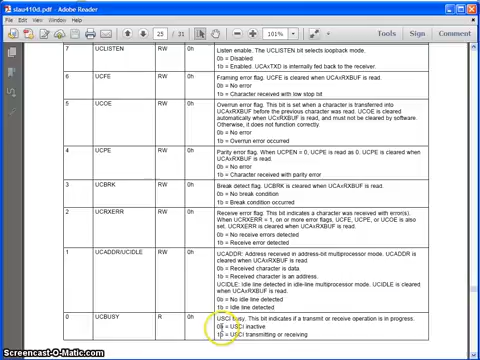 slau410d.pdf - Adobe Reader
File Edit View Window Help
25 / 31 101% Tools Sign Comment
7 UCLISTEN RW 0h Listen enable. The UCLISTEN bit selects loopback mode.
0b = Disabled
1b = Enabled. UCAxTXD is internally fed back to the receiver.
6 UCFE RW 0h Framing error flag. UCFE is cleared when UCAxRXBUF is read.
0b = No error
1b = Character received with low stop bit
5 UCOE RW 0h Overrun error flag. This bit is set when a character is transferred into
UCAxRXBUF before the previous character was read. UCOE is cleared
automatically when UCxRXBUF is read, and must not be cleared by software.
Otherwise, it does not function correctly.
0b = No error
1b = Overrun error occurred
4 UCPE RW 0h Parity error flag. When UCPEN = 0, UCPE is read as 0. UCPE is cleared
when UCAxRXBUF is read.
0b = No error
1b = Character received with parity error
3 UCBRK RW 0h Break detect flag. UCBRK is cleared when UCAxRXBUF is read.
0b = No break condition
1b = Break condition occurred
2 UCRXERR RW 0h Receive error flag. This bit indicates a character was received with error(s).
When UCRXERR = 1, on or more error flags, UCFE, UCPE, or UCOE is also
set. UCRXERR is cleared when UCAxRXBUF is read.
0b = No receive errors detected
1b = Receive error detected
1 UCADDR/UCIDLE RW 0h UCADDR: Address received in address-bit multiprocessor mode. UCADDR is
cleared when UCAxRXBUF is read.
0b = Received character is data.
1b = Received character is an address.
UCIDLE: Idle line detected in idle-line multiprocessor mode. UCIDLE is cleared
when UCAxRXBUF is read.
0b = No idle line detected
1b = Idle line detected
0 UCBUSY R 0h USCI busy. This bit indicates if a transmit or receive operation is in progress.
0b = USCI inactive
1b = USCI transmitting or receiving
Screencast-O-Matic.com